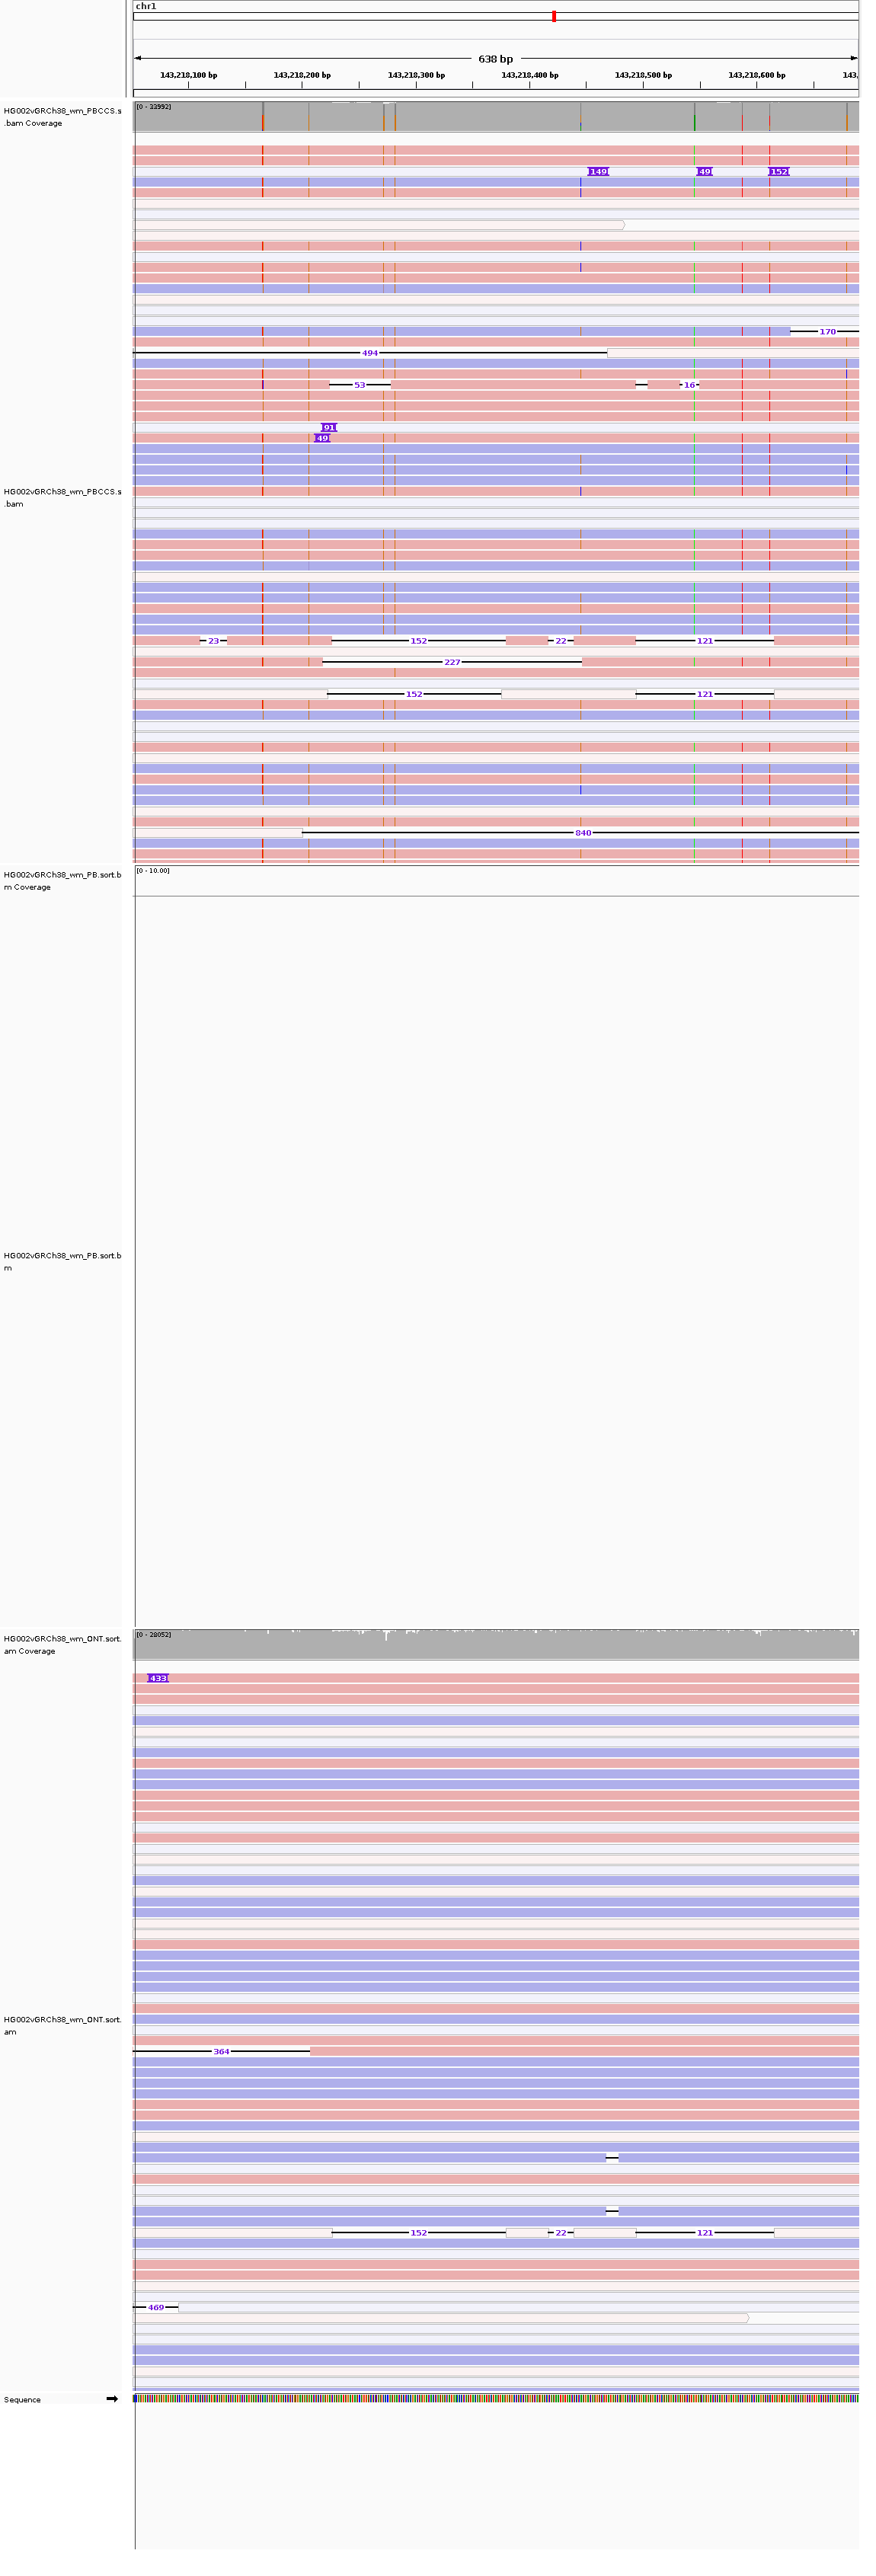 chr1
638 bp
143,218,100 bp 143,218,200 bp 143,218,300 bp 143,218,400 bp 143,218,500 bp 143,218,600 bp 143,
HG002vGRCh38_wm_PBCCS.s
.bam Coverage
[0 - 23992]
149 49 152
170
494
53 16
91
49
HG002vGRCh38_wm_PBCCS.s
.bam
23 152 22 121
227
152 121
840
HG002vGRCh38_wm_PB.sort.b
m Coverage
[0 - 10.00]
HG002vGRCh38_wm_PB.sort.b
m
HG002vGRCh38_wm_ONT.sort.
am Coverage
[0 - 28052]
433
HG002vGRCh38_wm_ONT.sort.
am
364
152 22 121
469
Sequence